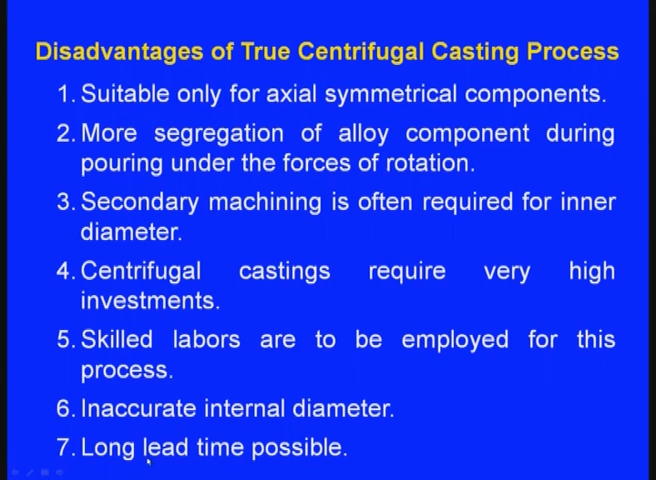 Disadvantages of True Centrifugal Casting Process
1. Suitable only for axial symmetrical components.
2. More segregation of alloy component during
pouring under the forces of rotation.
3. Secondary machining is often required for inner
diameter.
4. Centrifugal castings require very high
investments.
5. Skilled labors are to be employed for this
process.
6. Inaccurate internal diameter.
7. Long lead time possible.